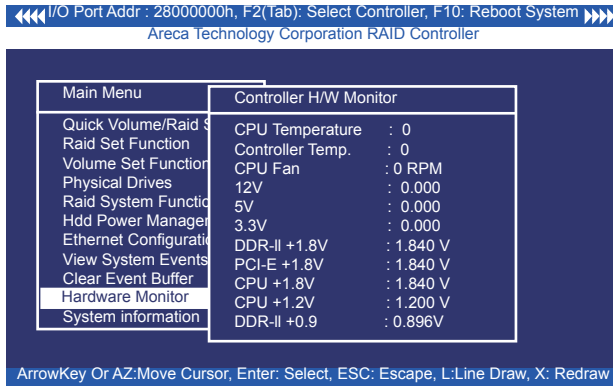 I/O Port Addr : 28000000h, F2(Tab): Select Controller, F10: Reboot System
Areca Technology Corporation RAID Controller
Main Menu
Quick Volume/Raid S
Raid Set Function
Volume Set Function
Physical Drives
Raid System Functio
Hdd Power Manager
Ethernet Configuratio
View System Events
Clear Event Buffer
Hardware Monitor
System information
Controller H/W Monitor
CPU Temperature : 0
Controller Temp. : 0
CPU Fan : 0 RPM
12V : 0.000
5V : 0.000
3.3V : 0.000
DDR-II +1.8V : 1.840 V
PCI-E +1.8V : 1.840 V
CPU +1.8V : 1.840 V
CPU +1.2V : 1.200 V
DDR-II +0.9 : 0.896V
ArrowKey Or AZ:Move Cursor, Enter: Select, ESC: Escape, L:Line Draw, X: Redraw